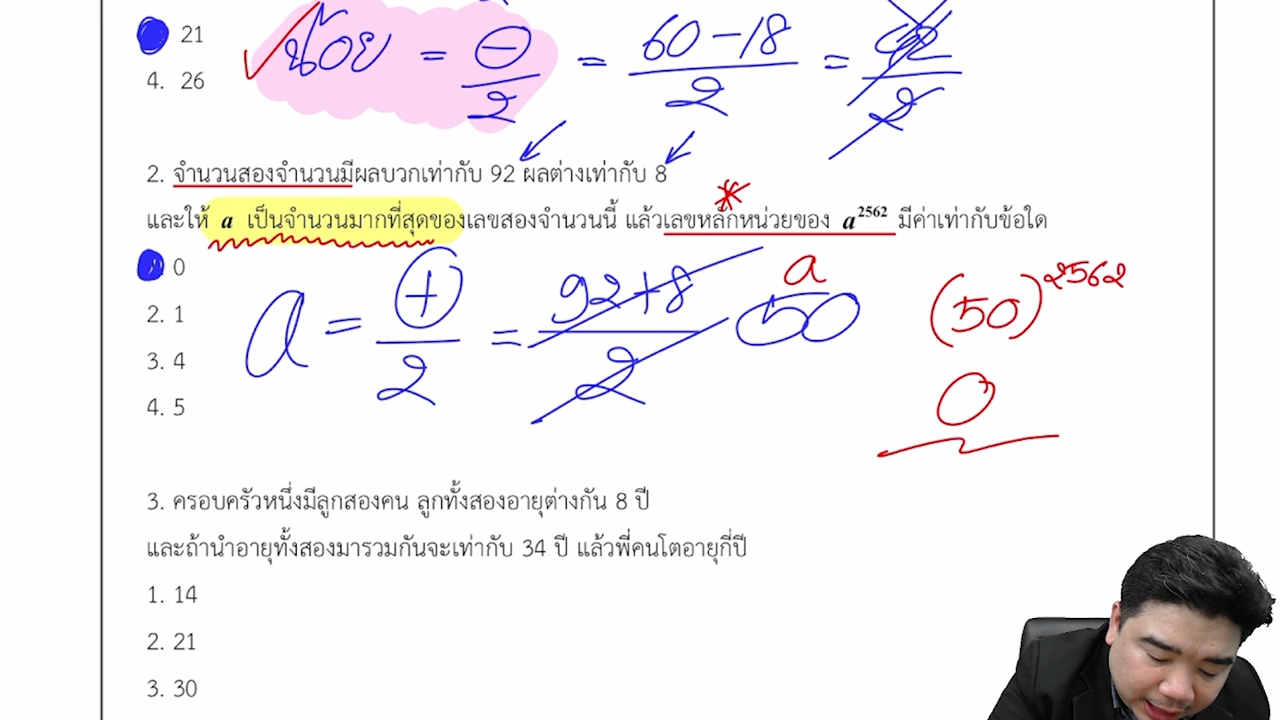 21
4. 26
น้อย = ⊖/2 = 60-18/2 = 42/2
2. จำนวนสองจำนวนมีผลบวกเท่ากับ 92 ผลต่างเท่ากับ 8
และให้ a เป็นจำนวนมากที่สุดของเลขสองจำนวนนี้ แล้วเลขหลักหน่วยของ a²⁵⁶² มีค่าเท่ากับข้อใด
0
2. 1
3. 4
4. 5
a = ⊕/2 = 92+8/2 50
a
(50)²⁵⁶²
0
3. ครอบครัวหนึ่งมีลูกสองคน ลูกทั้งสองอายุต่างกัน 8 ปี
และถ้านำอายุทั้งสองมารวมกันจะเท่ากับ 34 ปี แล้วพี่คนโตอายุกี่ปี
1. 14
2. 21
3. 30